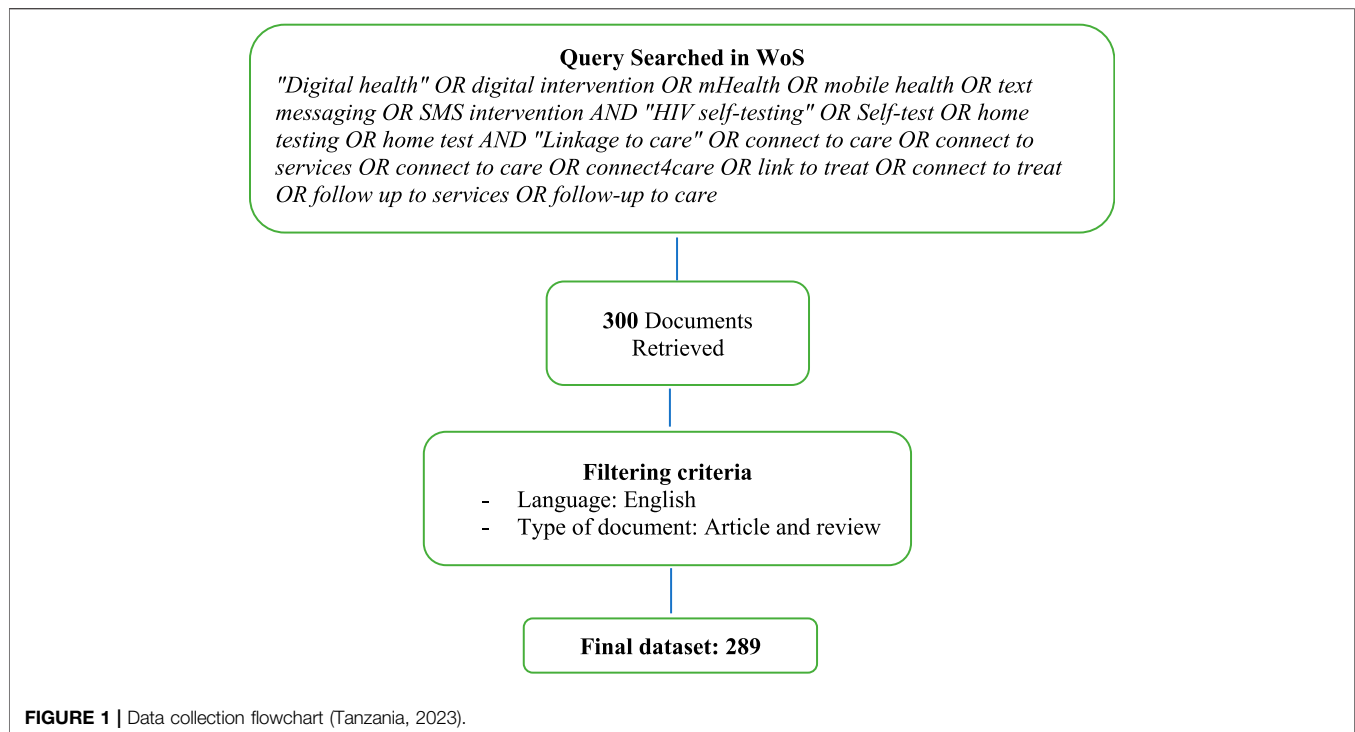 Query Searched in WoS
"Digital health" OR digital intervention OR mHealth OR mobile health OR text
messaging OR SMS intervention AND "HIV self-testing" OR Self-test OR home
testing OR home test AND "Linkage to care" OR connect to care OR connect to
services OR connect to care OR connect4care OR link to treat OR connect to treat
OR follow up to services OR follow-up to care
300 Documents
Retrieved
Filtering criteria
- Language: English
- Type of document: Article and review
Final dataset: 289
FIGURE 1 | Data collection flowchart (Tanzania, 2023).